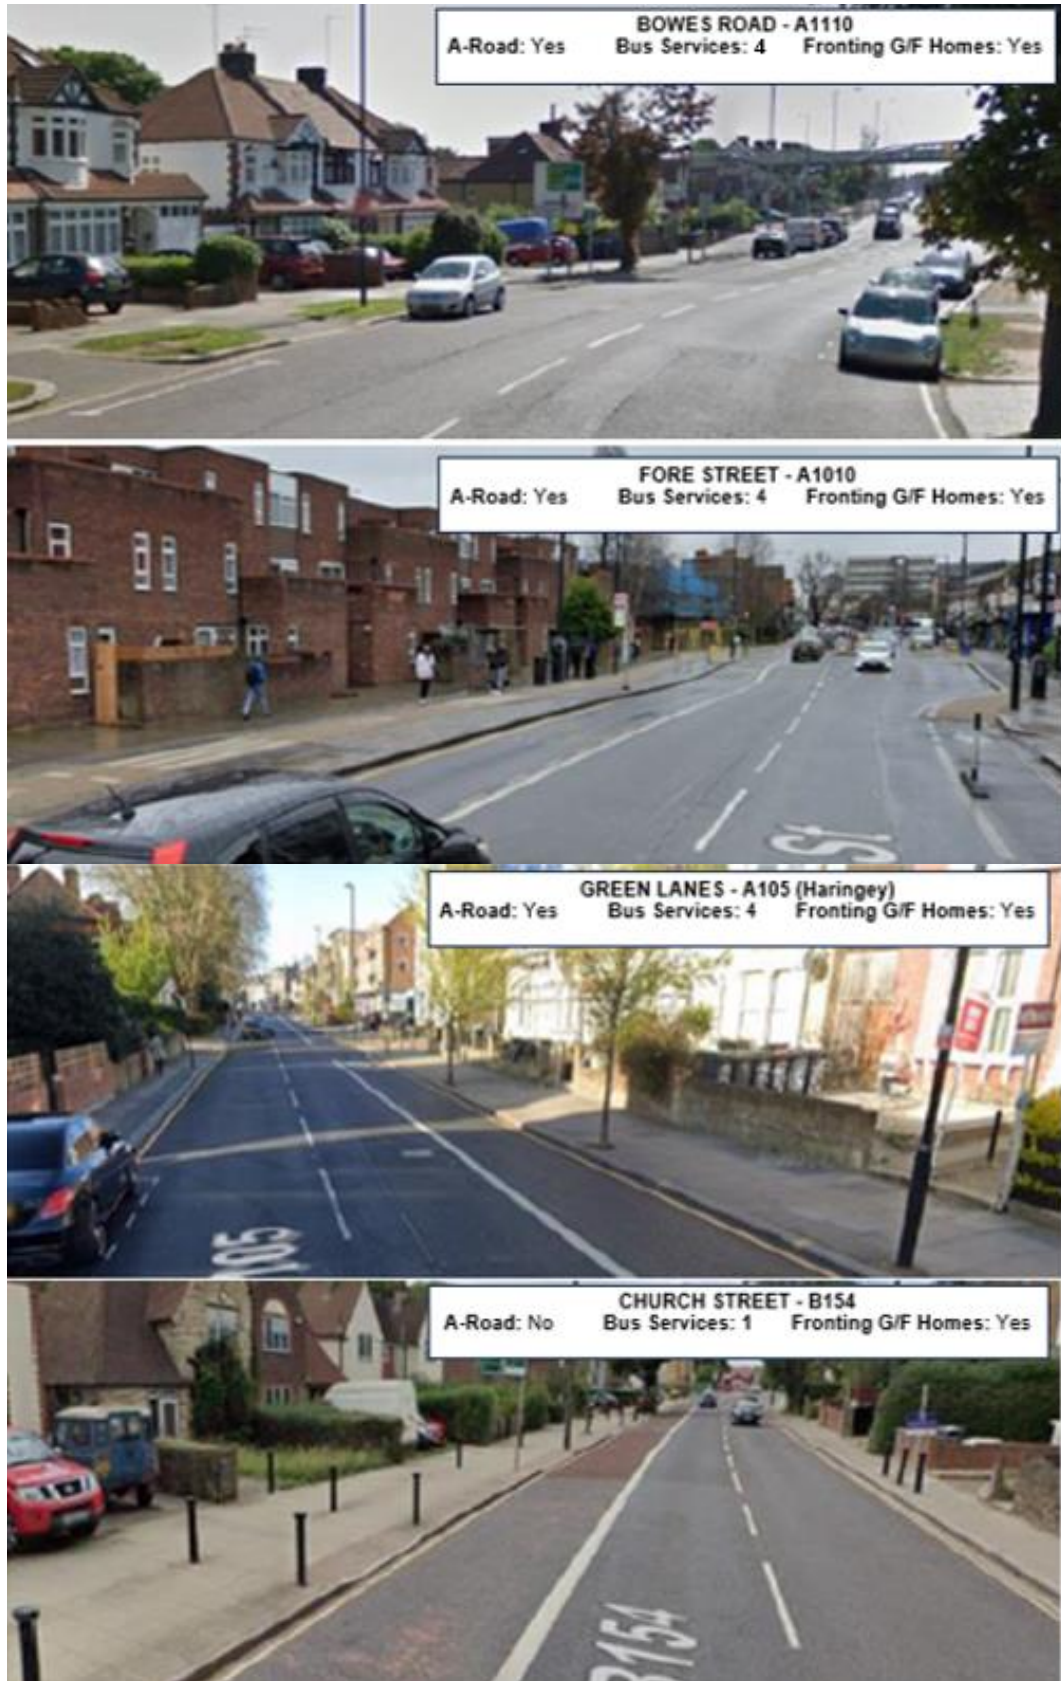 BOWES ROAD - A1110
A-Road: Yes Bus Services: 4 Fronting G/F Homes: Yes
FORE STREET - A1010
A-Road: Yes Bus Services: 4 Fronting G/F Homes: Yes
St
GREEN LANES - A105 (Haringey)
A-Road: Yes Bus Services: 4 Fronting G/F Homes: Yes
105
CHURCH STREET - B154
A-Road: No Bus Services: 1 Fronting G/F Homes: Yes
B154